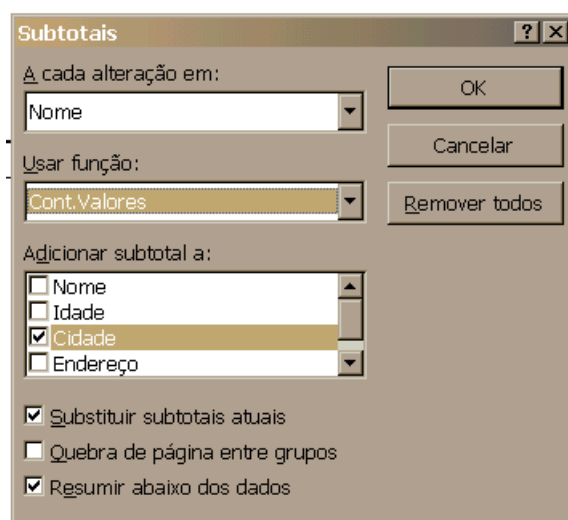 Subtotais
A cada alteração em:
Nome
Usar função:
Cont.Valores
Adicionar subtotal a:
Nome
Idade
Cidade
Endereço
Substituir subtotais atuais
Quebra de página entre grupos
Resumir abaixo dos dados
OK
Cancelar
Remover todos